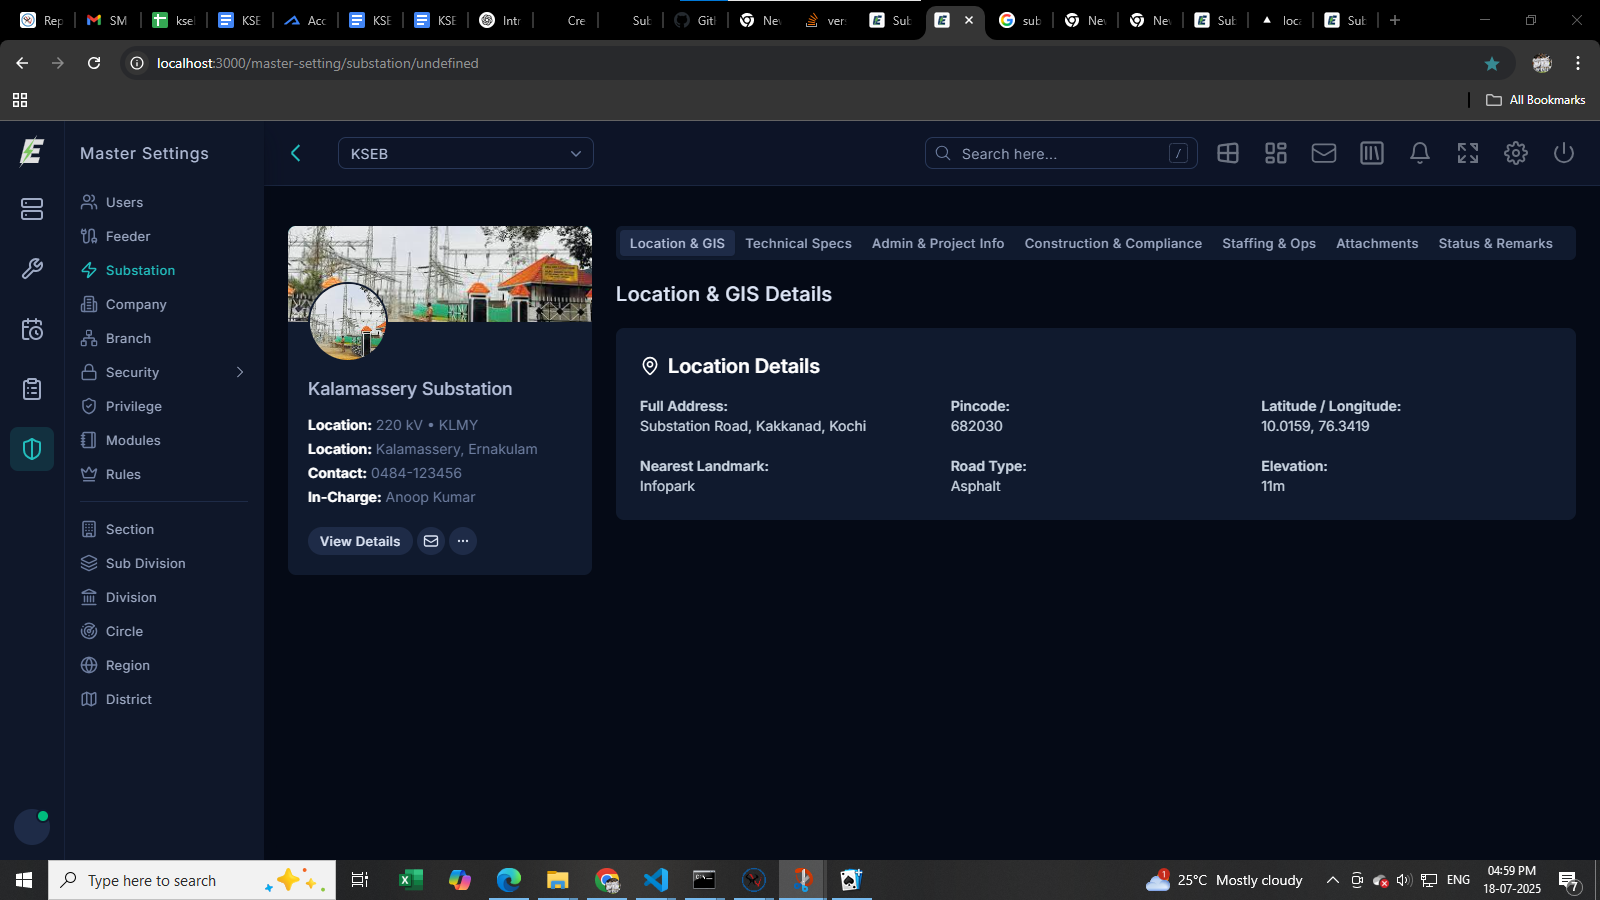 Rep
SM
kse
KSE
Acc
KSE
KSE
Intr
Cre
Sub
Gith
Nev
vers
Sub
sub
Nev
Nev
Sub
loca
Sub
localhost:3000/master-setting/substation/undefined
All Bookmarks
Master Settings
KSEB
Search here...
/
Users
Feeder
Substation
Company
Branch
Security
Privilege
Modules
Rules
Section
Sub Division
Division
Circle
Region
District
Kalamassery Substation
Location: 220 kV • KLMY
Location: Kalamassery, Ernakulam
Contact: 0484-123456
In-Charge: Anoop Kumar
View Details
Location & GIS Technical Specs Admin & Project Info Construction & Compliance Staffing & Ops Attachments Status & Remarks
Location & GIS Details
Location Details
Full Address: Pincode: Latitude / Longitude:
Substation Road, Kakkanad, Kochi 682030 10.0159, 76.3419
Nearest Landmark: Road Type: Elevation:
Infopark Asphalt 11m
Type here to search
1
25°C Mostly cloudy
ENG
04:59 PM
18-07-2025
7